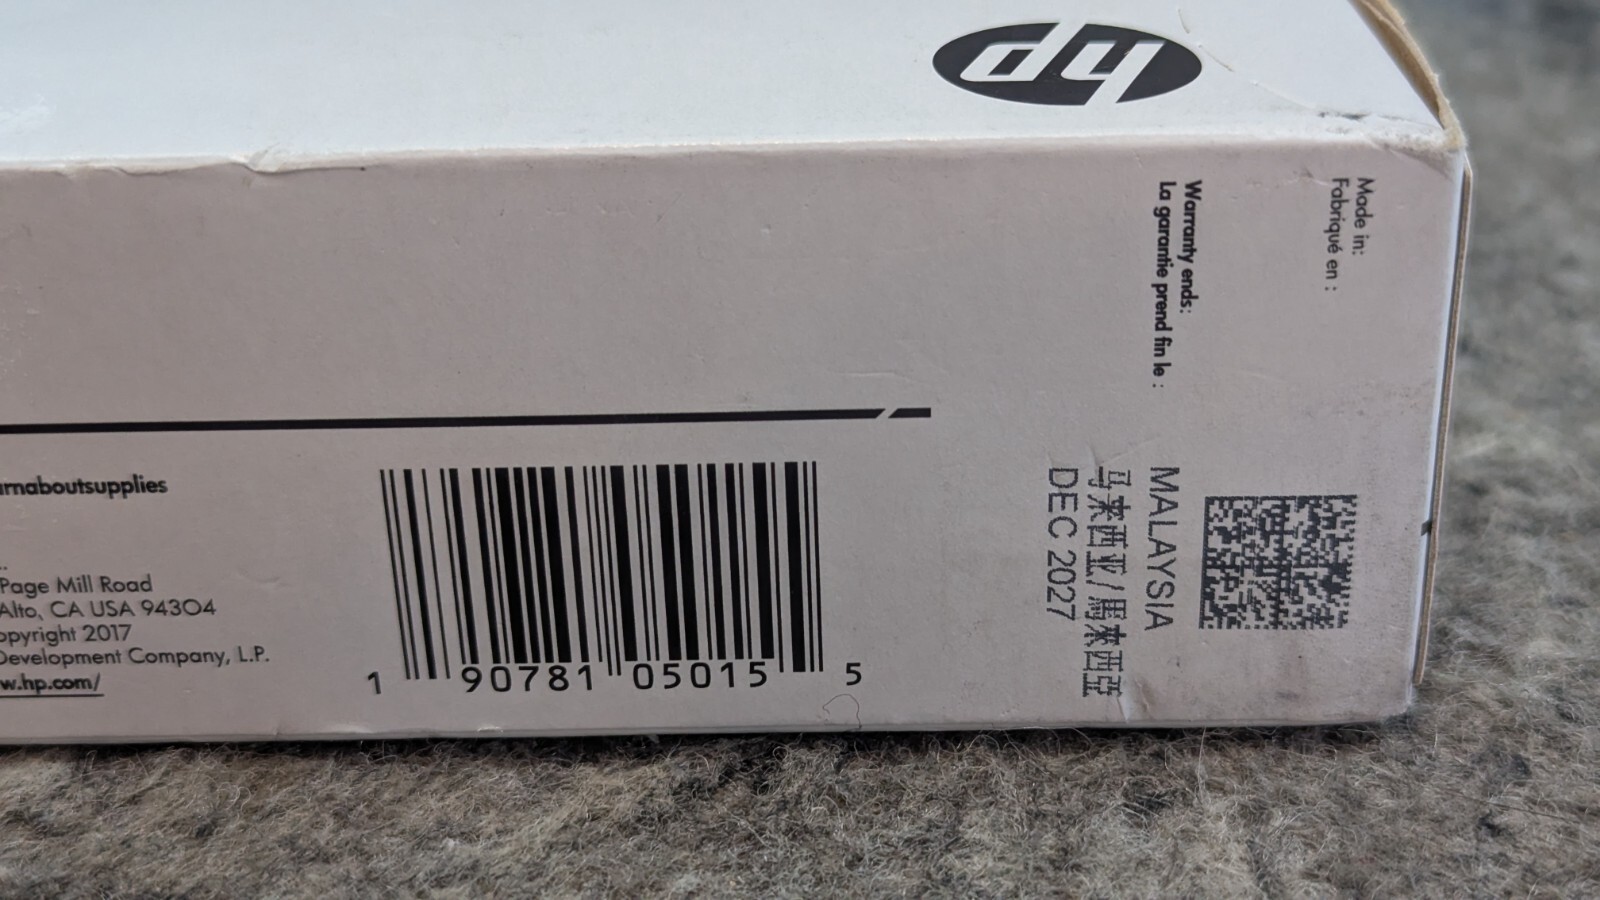 hp
Made in:
Fabriqué en :
Warranty ends:
La garantie prend fin le :
MALAYSIA
马来西亚/馬來西亞
DEC 2027
rnaboutsupplies
Page Mill Road
Alto, CA USA 94304
opyright 2017
Development Company, L.P.
w.hp.com/
1 90781 05015 5